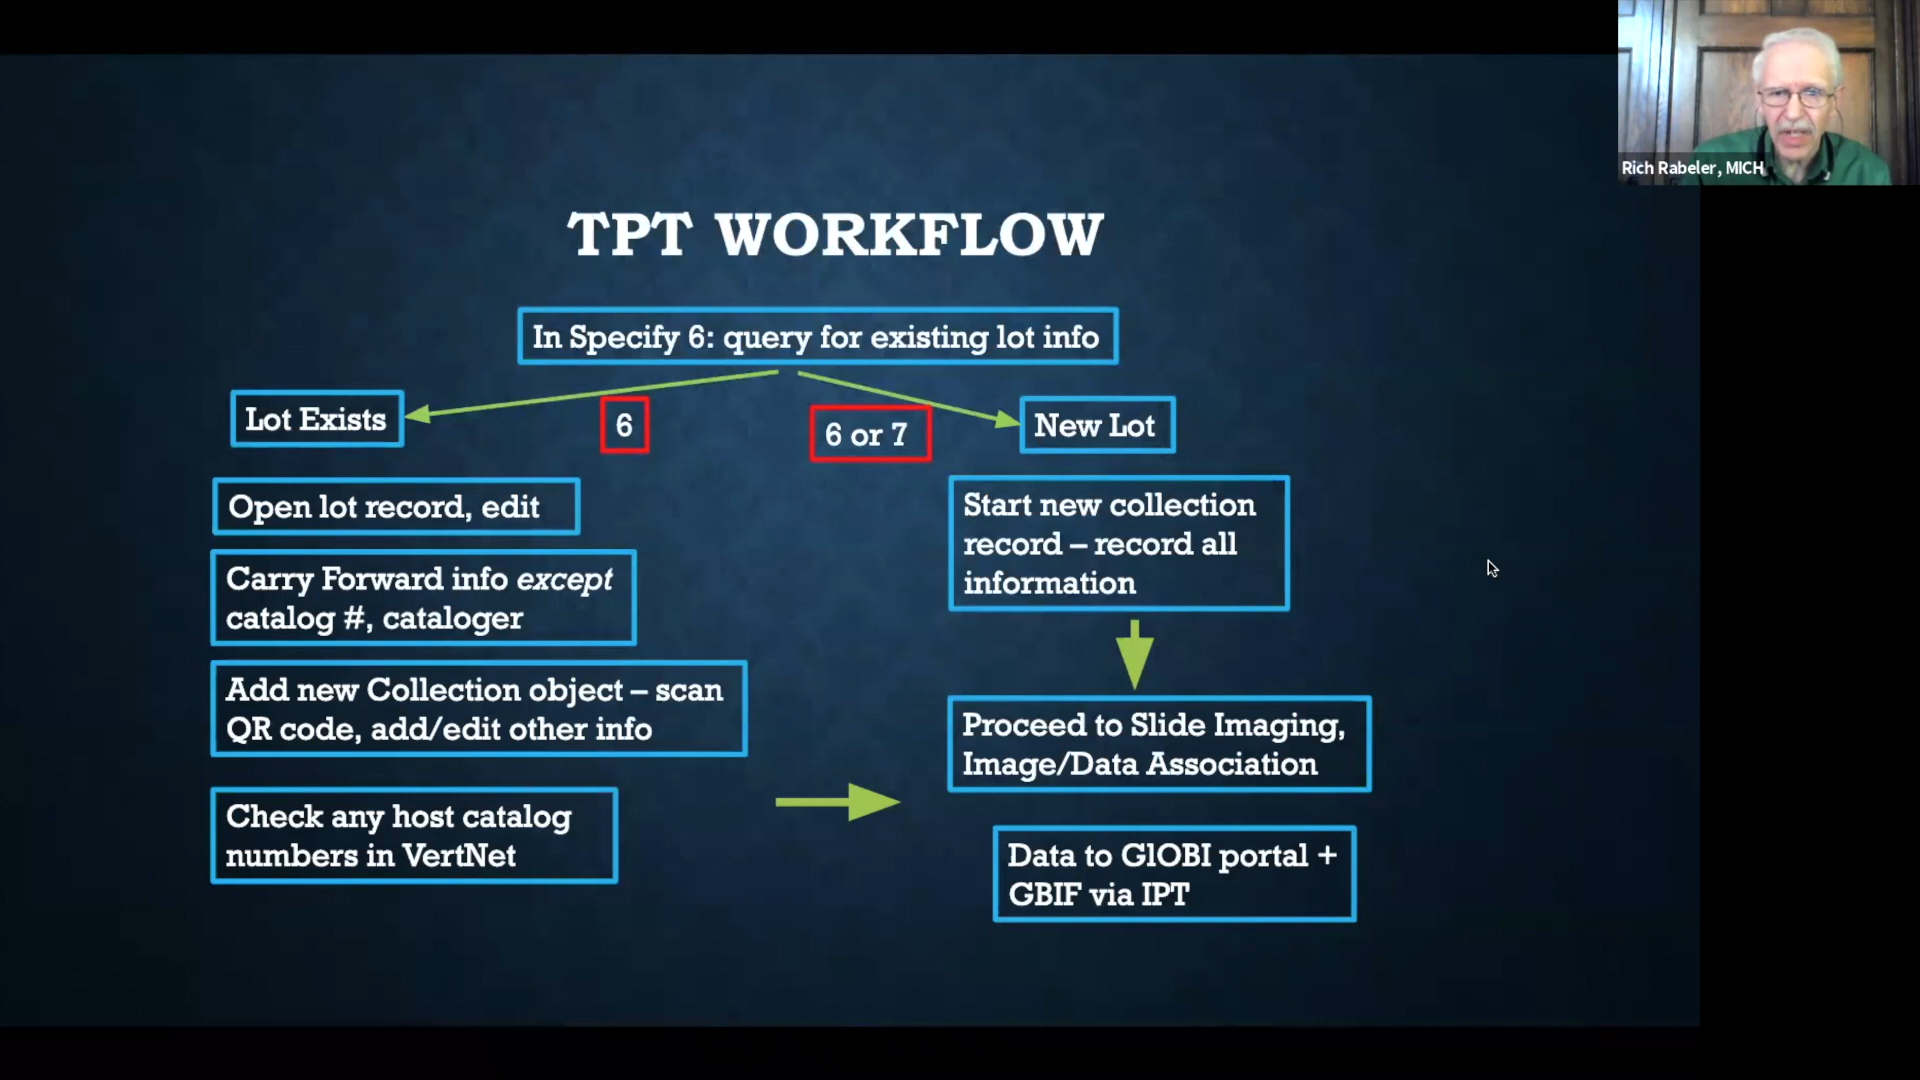 Rich Rabeler, MICH
TPT WORKFLOW
In Specify 6: query for existing lot info
Lot Exists
6
6 or 7
New Lot
Open lot record, edit
Carry Forward info except
catalog #, cataloger
Add new Collection object – scan
QR code, add/edit other info
Check any host catalog
numbers in VertNet
Start new collection
record – record all
information
Proceed to Slide Imaging,
Image/Data Association
Data to GlOBI portal +
GBIF via IPT